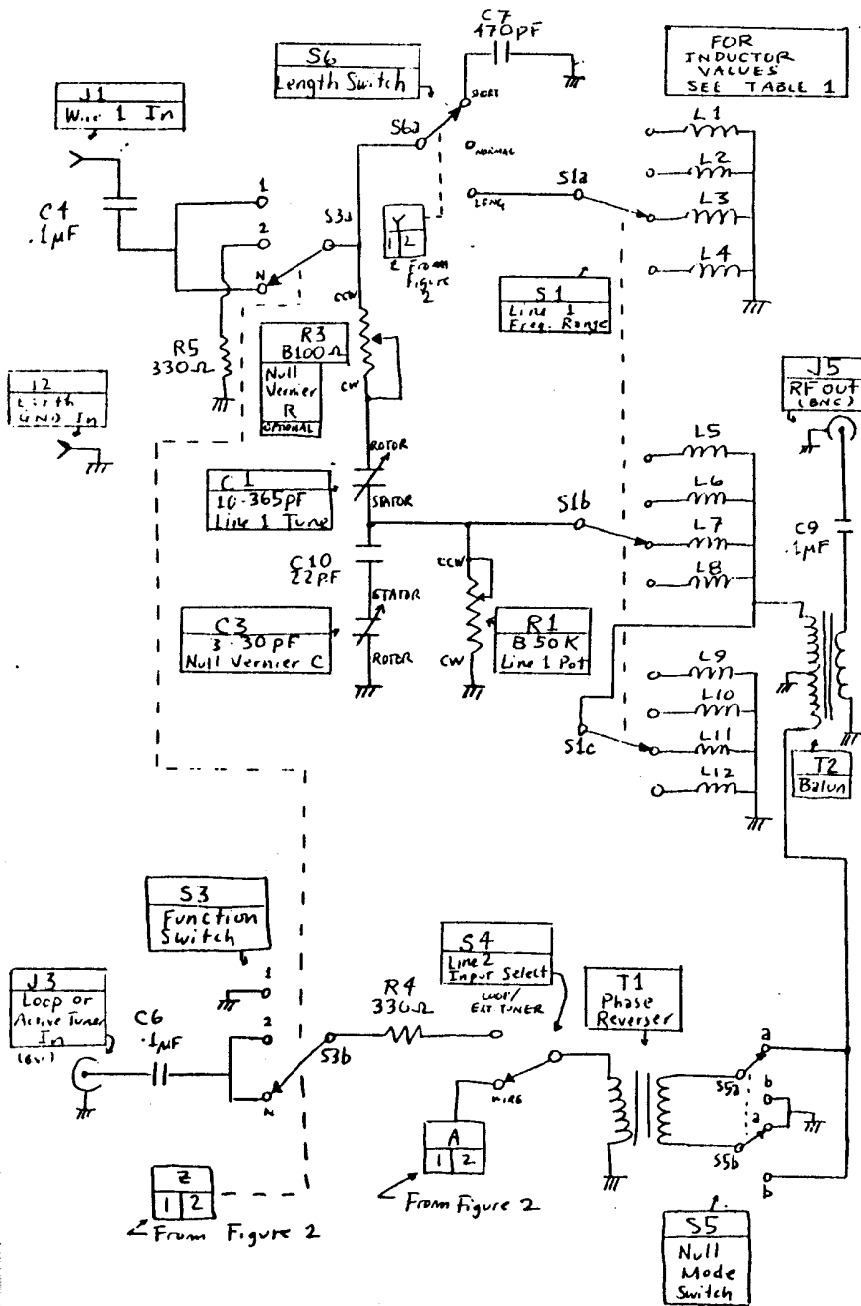 C7
470pF
S6
Length Switch
FOR
INDUCTOR
VALUES
SEE TABLE 1
J1
Wire 1 In
S6a
SHORT
NORMAL
LONG
S1a
L1
L2
L3
L4
C4
.1µF
1
2
N
S3a
Y
1 2
From
Figure
2
S1
Line 1
Freq. Range
CCW
R3
B100Ω
Null
Vernier
R
OPTIONAL
CW
R5
330Ω
J2
GND In
J5
RF OUT
(BNC)
ROTOR
C1
10-365pF
Line 1 Tune
STATOR
S1b
L5
L6
L7
L8
C9
.1µF
C10
22PF
CCW
STATOR
C3
3-30pF
Null Vernier C
ROTOR
R1
B50K
Line 1 Pot
CW
S1c
L9
L10
L11
L12
T2
Balun
S3
Function
Switch
S4
Line 2
Input Select
EXT TUNER
T1
Phase
Reverser
J3
Loop or
Active Tuner
In
C6
.1µF
1
2
N
S3b
R4
330Ω
WIRE
A
1 2
From Figure 2
S5a
a
b
a
S5b
b
Z
1 2
From Figure 2
S5
Null
Mode
Switch